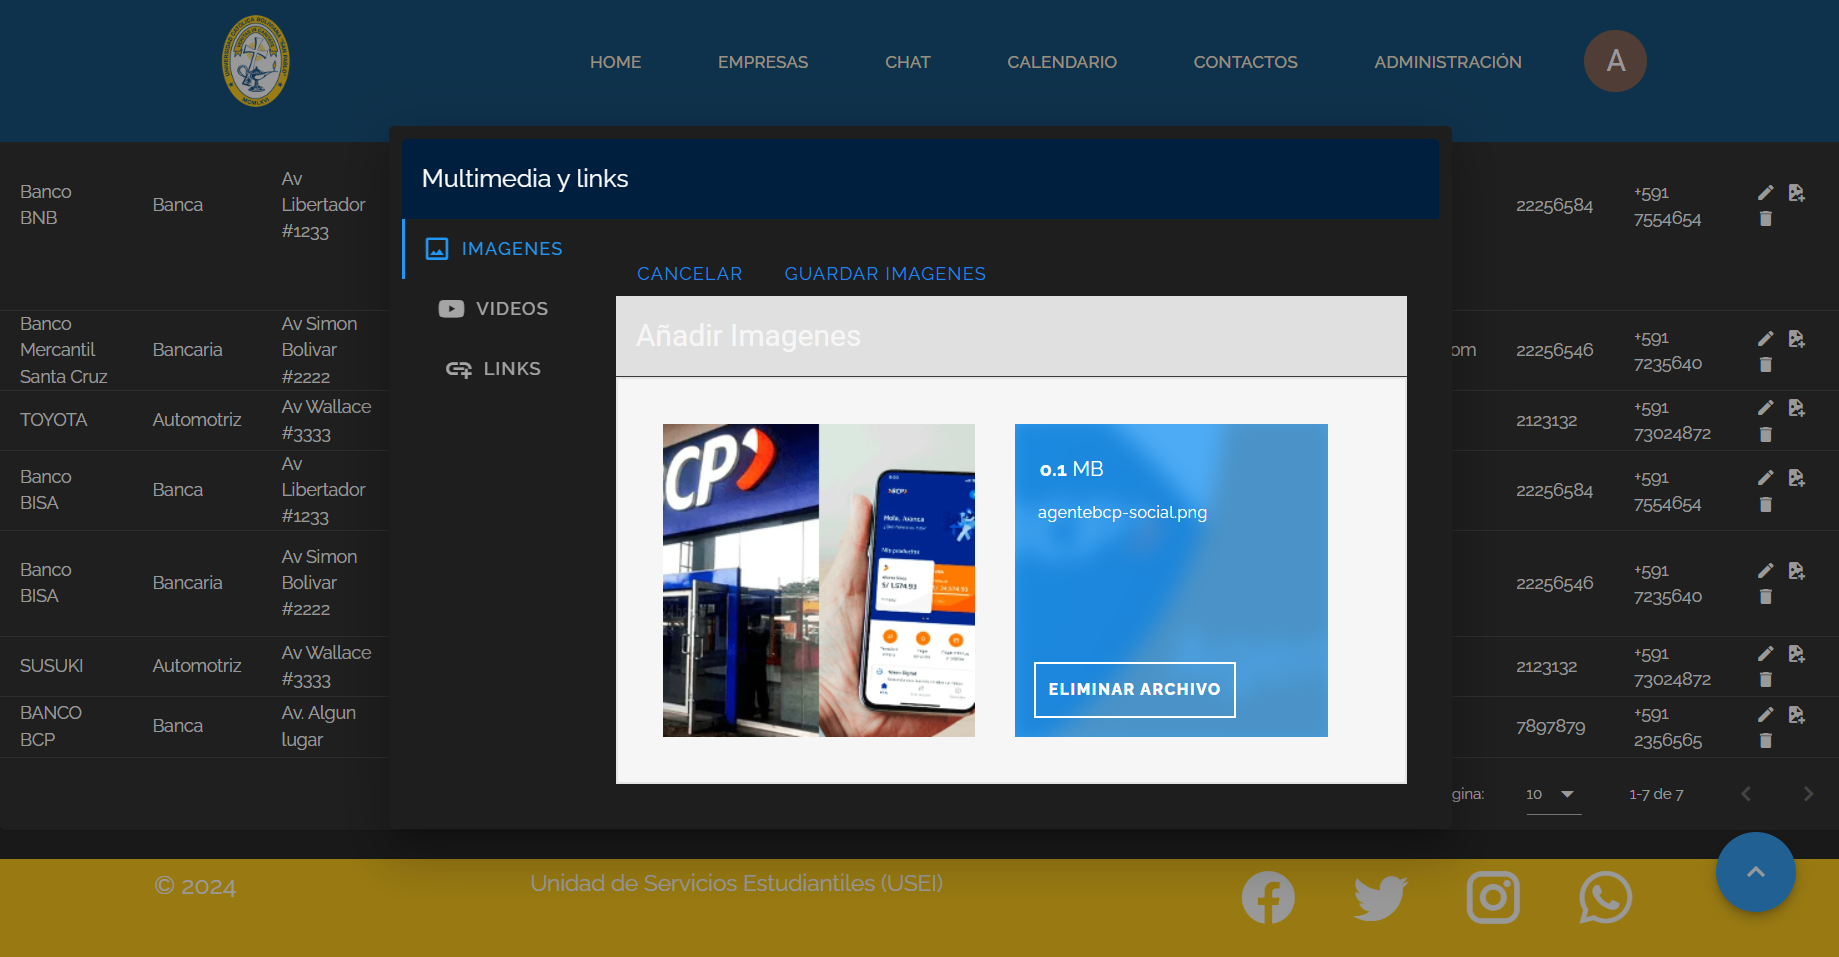 HOME
EMPRESAS
CHAT
CALENDARIO
CONTACTOS
ADMINISTRACIÓN
A
Multimedia y links
IMAGENES
VIDEOS
LINKS
CANCELAR
GUARDAR IMAGENES
Añadir Imagenes
CP
0.1 MB
agentebcp-social.png
ELIMINAR ARCHIVO
Banco
BNB
Banca
Av
Libertador
#1233
22256584
+591
7554654
Banco
Mercantil
Santa Cruz
Bancaria
Av Simon
Bolivar
#2222
om
22256546
+591
7235640
TOYOTA
Automotriz
Av Wallace
#3333
2123132
+591
73024872
Banco
BISA
Banca
Av
Libertador
#1233
22256584
+591
7554654
Banco
BISA
Bancaria
Av Simon
Bolivar
#2222
22256546
+591
7235640
SUSUKI
Automotriz
Av Wallace
#3333
2123132
+591
73024872
BANCO
BCP
Banca
Av. Algun
lugar
7897879
+591
2356565
gina:
10
1-7 de 7
© 2024
Unidad de Servicios Estudiantiles (USEI)